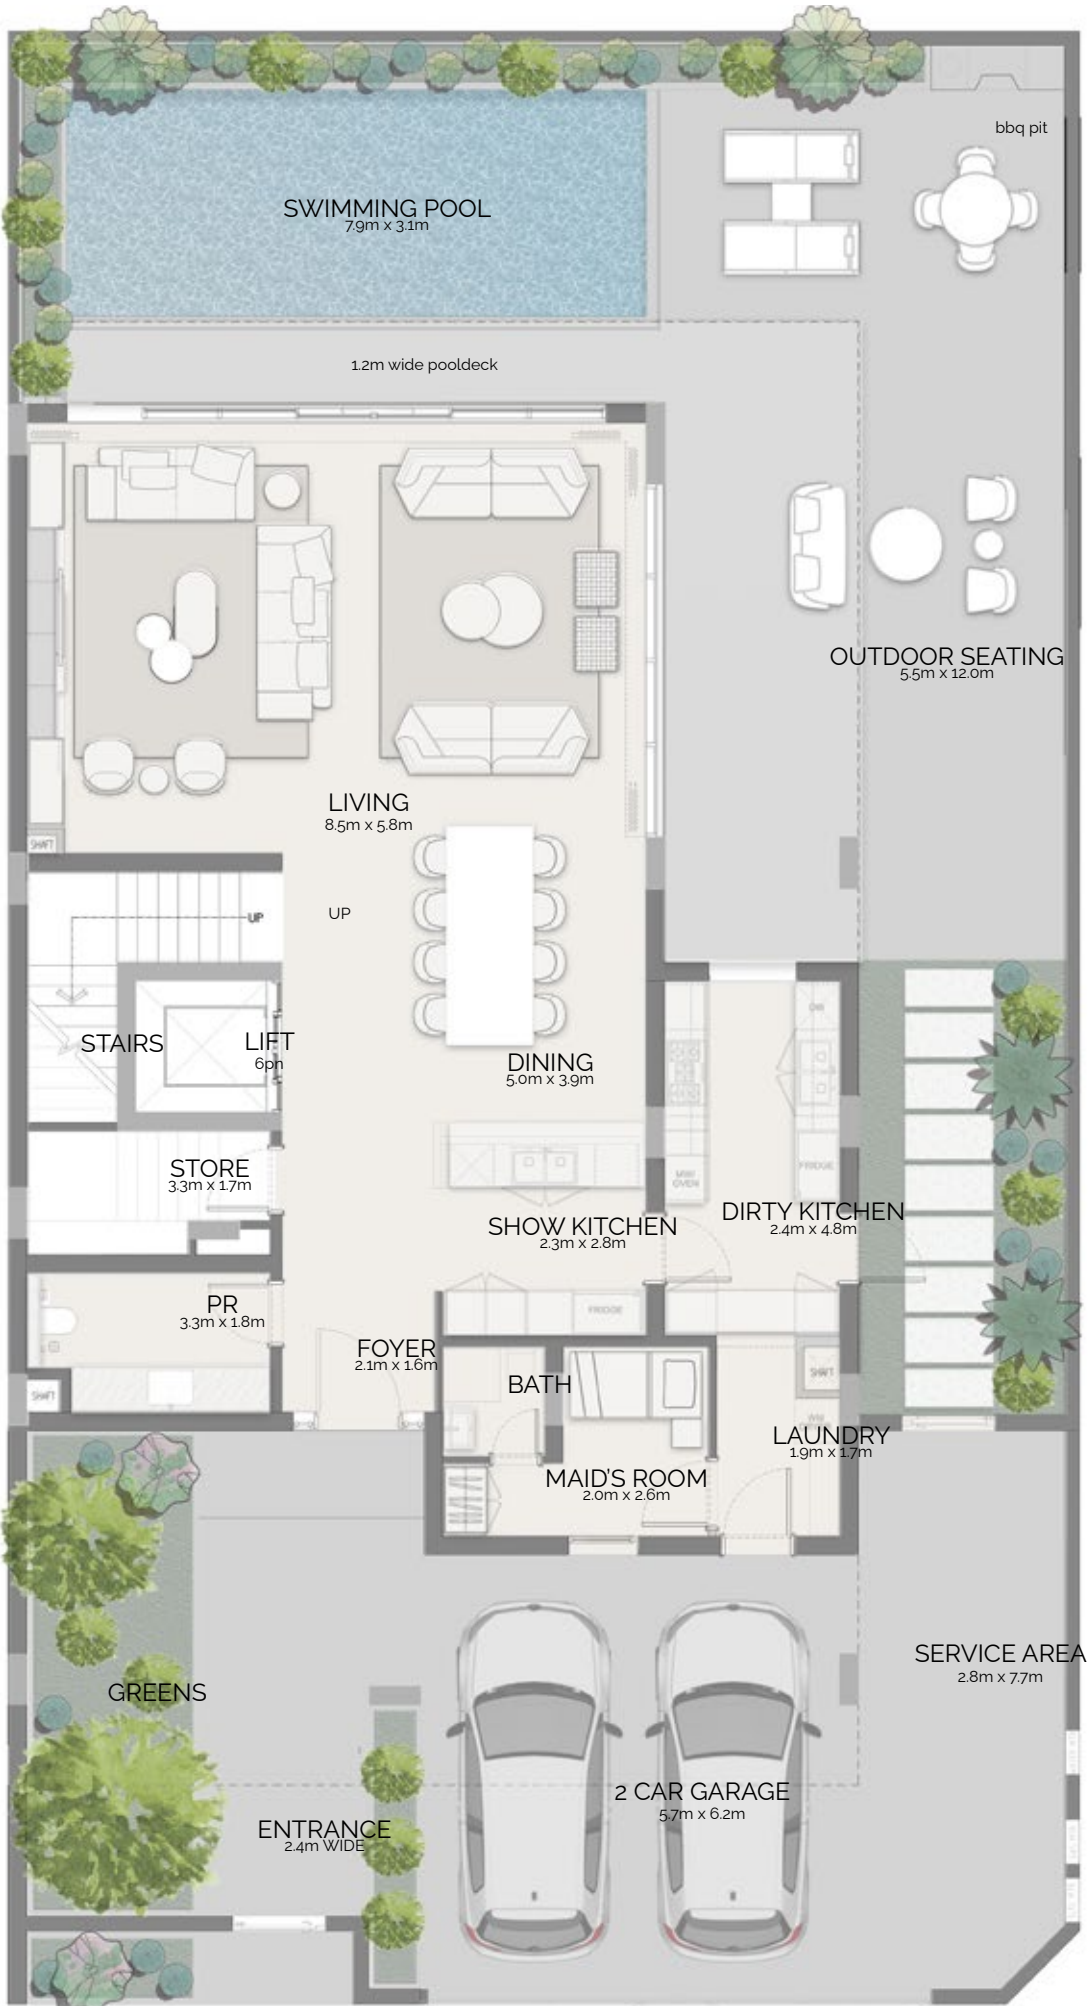 bbq pit
SWIMMING POOL
7.9m x 3.1m
1.2m wide pooldeck
OUTDOOR SEATING
5.5m x 12.0m
LIVING
8.5m x 5.8m
SHAFT
UP
UP
STAIRS
LIFT
6pn
DINING
5.0m x 3.9m
STORE
3.3m x 1.7m
FRIDGE
OVEN
DIRTY KITCHEN
2.4m x 4.8m
SHOW KITCHEN
2.3m x 2.8m
PR
3.3m x 1.8m
FRIDGE
FOYER
2.1m x 1.6m
BATH
SHAFT
SHAFT
LAUNDRY
1.9m x 1.7m
MAID'S ROOM
2.0m x 2.6m
SERVICE AREA
2.8m x 7.7m
GREENS
2 CAR GARAGE
5.7m x 6.2m
ENTRANCE
2.4m WIDE